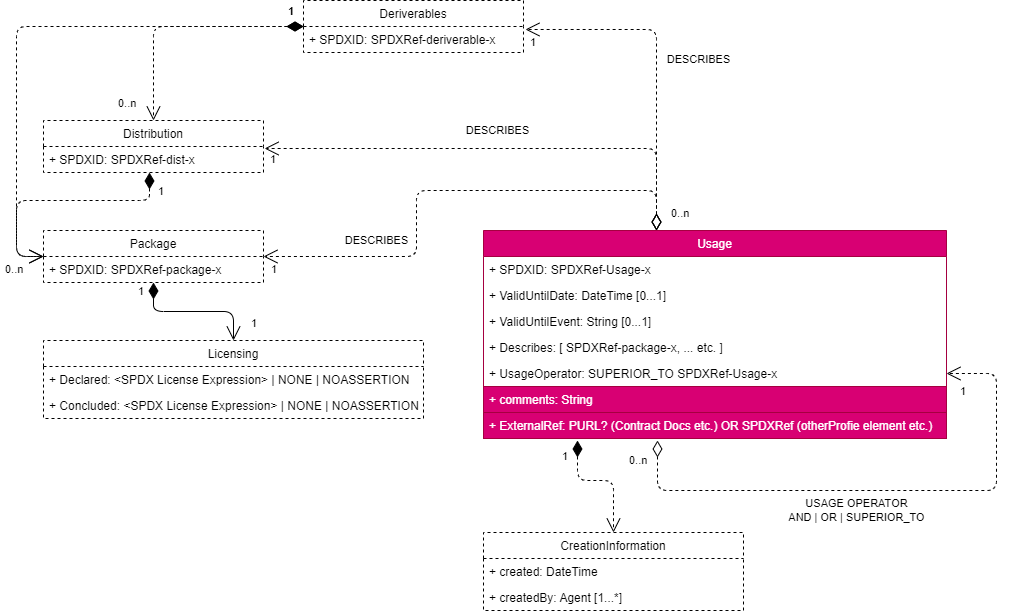 1
Deriverables
+ SPDXID: SPDXRef-deriverable-x
1
DESCRIBES
0..n
Distribution
+ SPDXID: SPDXRef-dist-x
DESCRIBES
1
1
0..n
Package
+ SPDXID: SPDXRef-package-x
DESCRIBES
1
0..n
1
1
Licensing
+ Declared: <SPDX License Expression> | NONE | NOASSERTION
+ Concluded: <SPDX License Expression> | NONE | NOASSERTION
Usage
+ SPDXID: SPDXRef-Usage-x
+ ValidUntilDate: DateTime [0...1]
+ ValidUntilEvent: String [0...1]
+ Describes: [ SPDXRef-package-x, ... etc. ]
+ UsageOperator: SUPERIOR_TO SPDXRef-Usage-x
+ comments: String
+ ExternalRef: PURL? (Contract Docs etc.) OR SPDXRef (otherProfie element etc.)
1
1
0..n
USAGE OPERATOR
AND | OR | SUPERIOR_TO
CreationInformation
+ created: DateTime
+ createdBy: Agent [1...*]